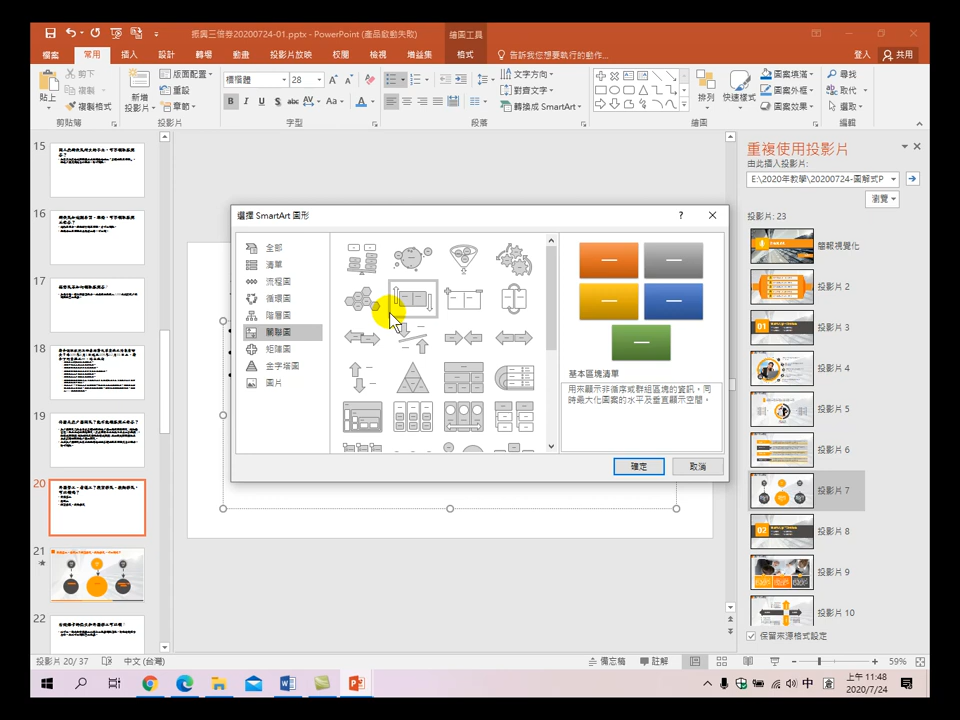 振興三倍券20200724-01.pptx - PowerPoint (產品啟動失敗)
繪圖工具
檔案 常用 插入 設計 轉場 動畫 投影片放映 校閱 檢視 增益集 格式 告訴我您想要執行的動作... 登入 共用
貼上 剪下 複製 複製格式 剪貼簿
新增投影片 版面配置 重設 章節 投影片
標楷體 28 字型
B I U S abc AV Aa A
文字方向 對齊文字 轉換成 SmartArt 段落
排列 快速樣式 圖案填滿 圖案外框 圖案效果 繪圖
尋找 取代 選取 編輯
15
16
17
18
19
20
21
22
選擇 SmartArt 圖形
? ✕
全部
清單
流程圖
循環圖
階層圖
關聯圖
矩陣圖
金字塔圖
圖片
基本區塊清單
用來顯示非循序或群組區塊的資訊。同
時最大化圖案的水平及垂直顯示空間。
確定 取消
重複使用投影片
由此插入投影片:
E:\2020年教學\20200724-圖解式P
瀏覽
投影片: 23
簡報視覺化
投影片 2
投影片 3
投影片 4
投影片 5
投影片 6
投影片 7
投影片 8
投影片 9
投影片 10
保留來源格式設定
投影片 20/ 37 中文 (台灣) 備忘稿 註解 59%
中 上午 11:48
2020/7/24